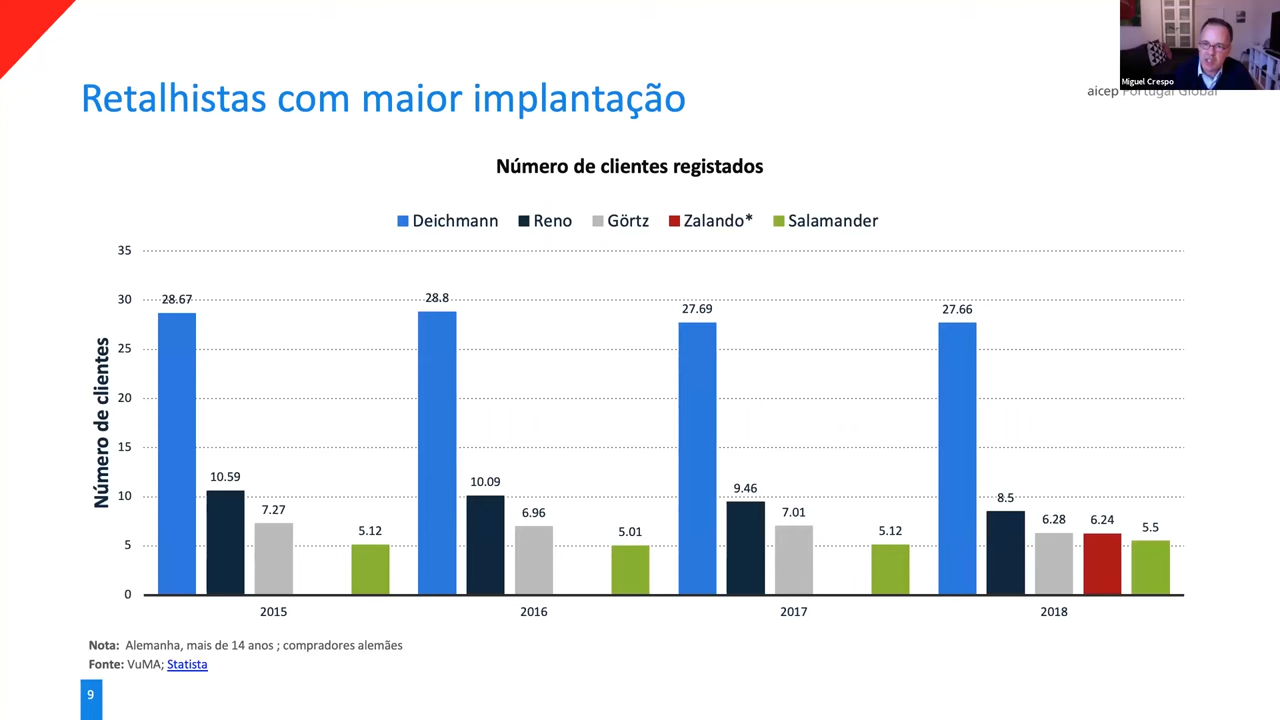 Miguel Crespo
aicep Portugal Global
Retalhistas com maior implantação
Número de clientes registados
Deichmann Reno Görtz Zalando* Salamander
Número de clientes
35
30
25
20
15
10
5
0
28.67
10.59
7.27
5.12
28.8
10.09
6.96
5.01
27.69
9.46
7.01
5.12
27.66
8.5
6.28
6.24
5.5
2015 2016 2017 2018
Nota: Alemanha, mais de 14 anos ; compradores alemães
Fonte: VuMA; Statista
9